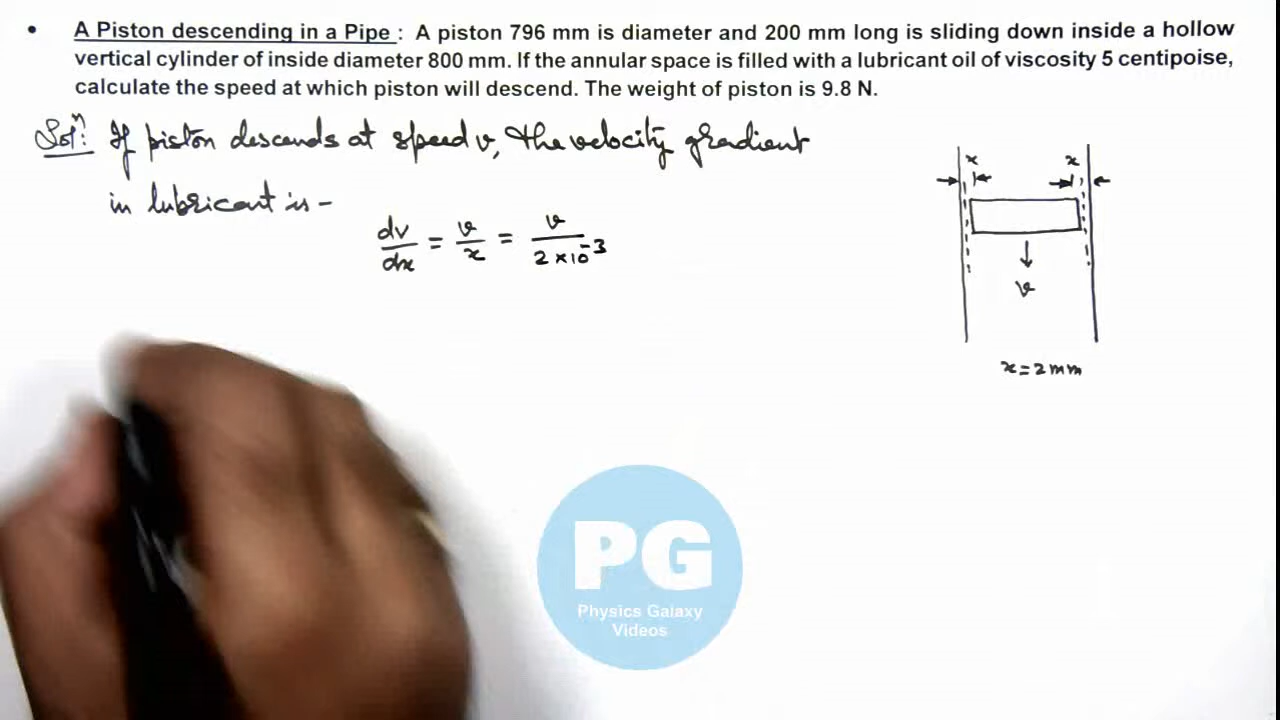 • A Piston descending in a Pipe : A piston 796 mm is diameter and 200 mm long is sliding down inside a hollow
vertical cylinder of inside diameter 800 mm. If the annular space is filled with a lubricant oil of viscosity 5 centipoise,
calculate the speed at which piston will descend. The weight of piston is 9.8 N.
Solⁿ: If piston descends at speed v, the velocity gradient
in lubricant is –
dv/dx = v/x = v/2×10⁻³
x x
v
x = 2mm
PG
Physics Galaxy
Videos